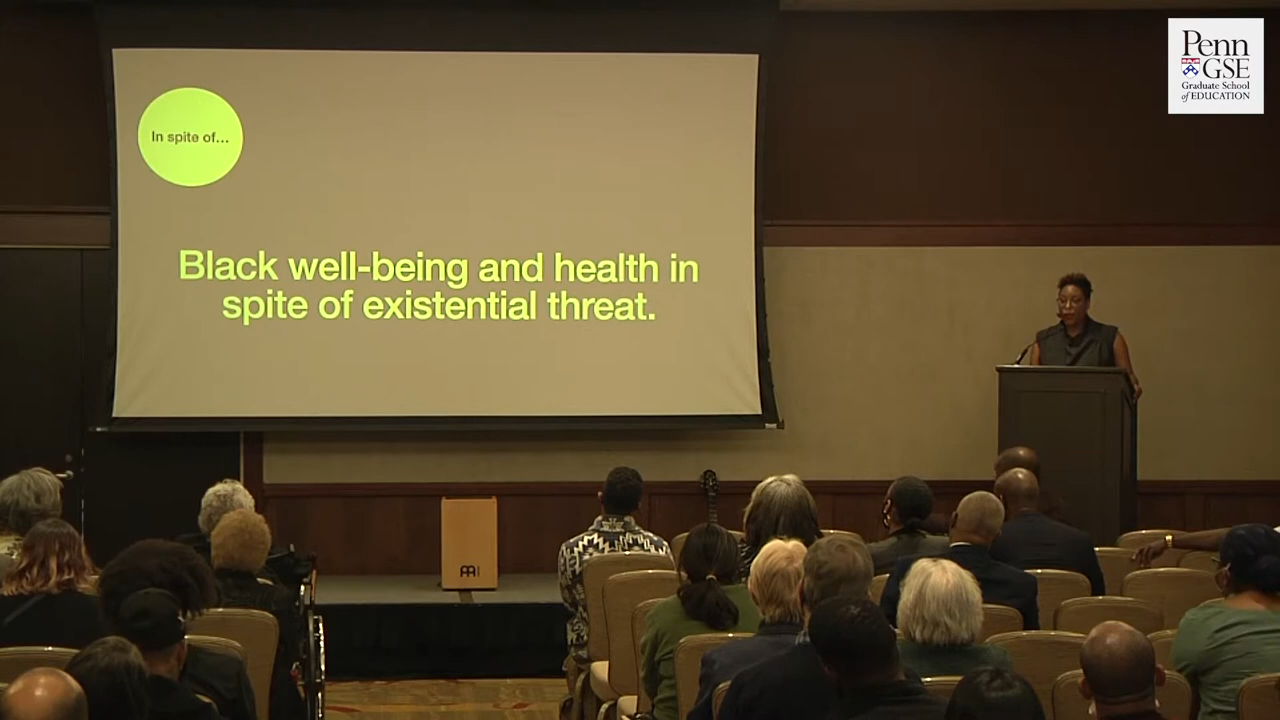 In spite of...
Black well-being and health in
spite of existential threat.
Penn
GSE
Graduate School
of EDUCATION
MEINL